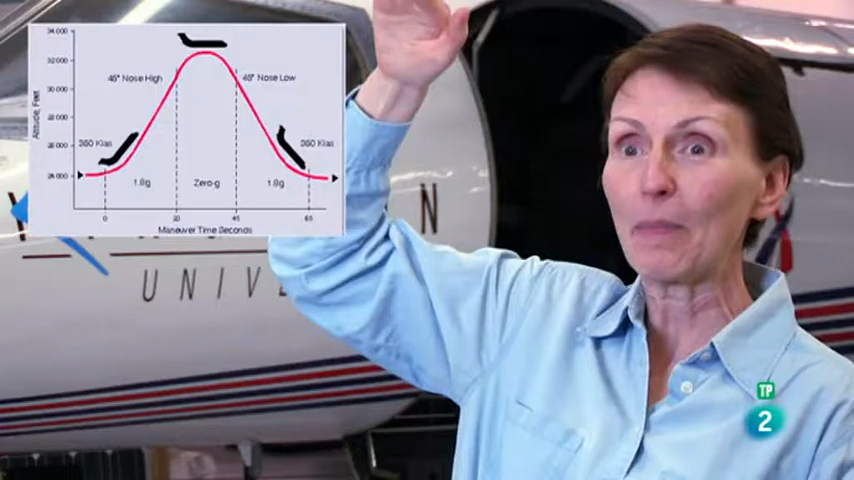 34 000
32 000
30 000
28 000
26 000
24 000
Altitude, Feet
45° Nose High
45° Nose Low
350 Kias
350 Kias
1.8g
Zero-g
1.8g
0
20
45
65
Maneuver Time Seconds
N
UNIVE
TP
2